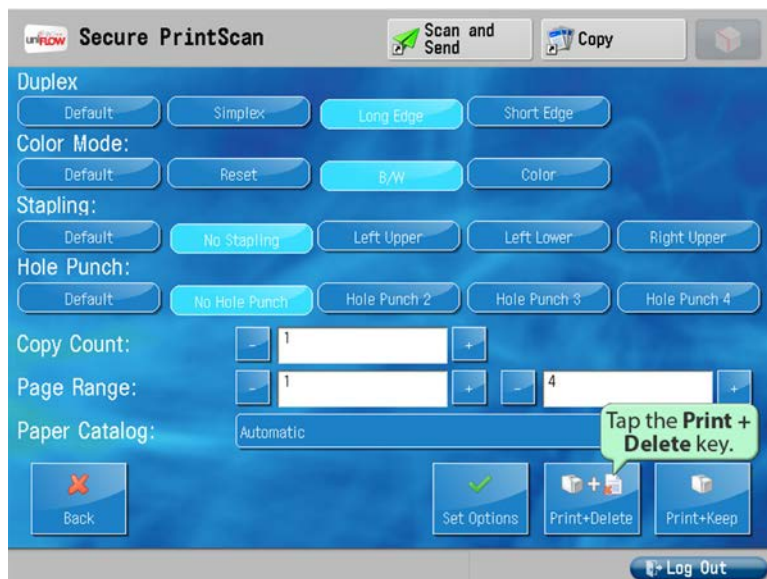 uniFLOW Secure PrintScan Scan and Send Copy
Duplex
Default Simplex Long Edge Short Edge
Color Mode:
Default Reset B/W Color
Stapling:
Default No Stapling Left Upper Left Lower Right Upper
Hole Punch:
Default No Hole Punch Hole Punch 2 Hole Punch 3 Hole Punch 4
Copy Count: - 1 +
Page Range: - 1 + - 4 +
Paper Catalog: Automatic
Tap the Print +
Delete key.
Back Set Options Print+Delete Print+Keep
Log Out